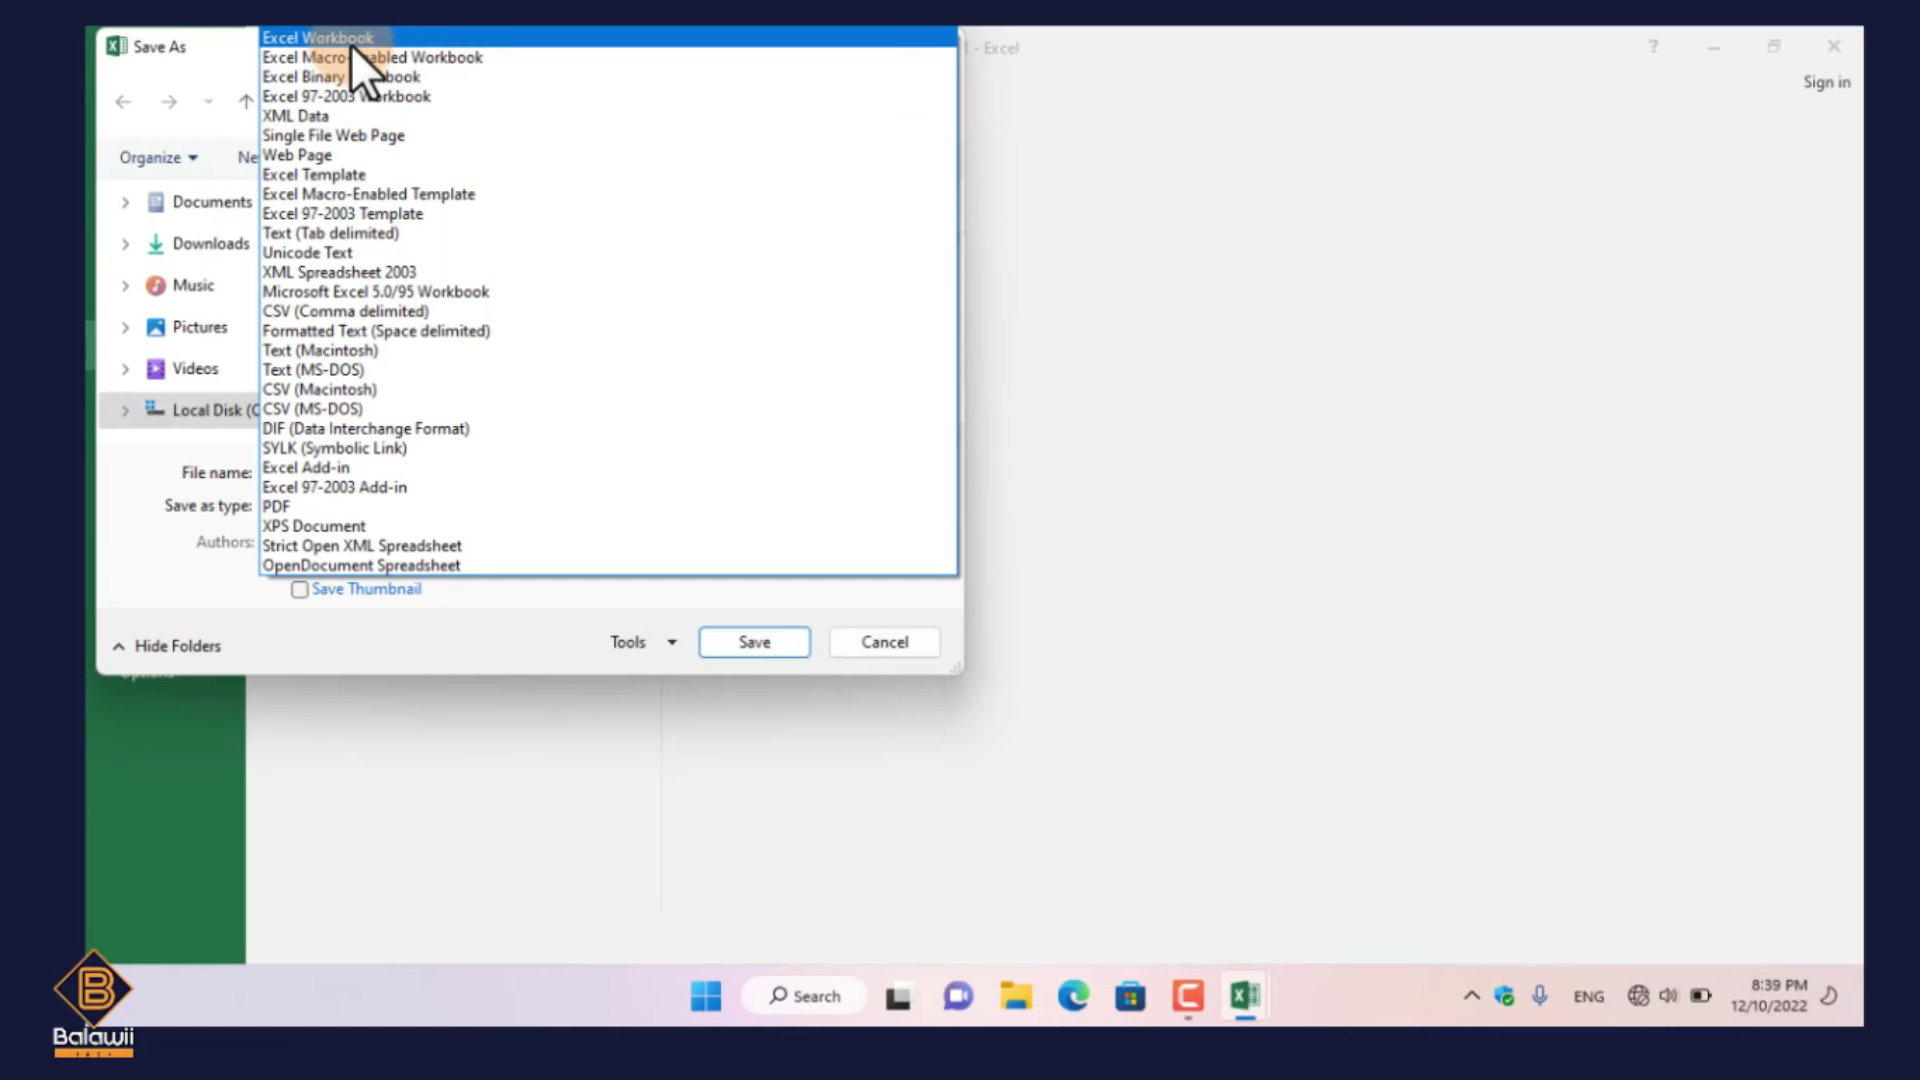 Save As
- Excel
Sign in
Organize
Ne
Documents
Downloads
Music
Pictures
Videos
Local Disk (C
Excel Workbook
Excel Macro-Enabled Workbook
Excel Binary Workbook
Excel 97-2003 Workbook
XML Data
Single File Web Page
Web Page
Excel Template
Excel Macro-Enabled Template
Excel 97-2003 Template
Text (Tab delimited)
Unicode Text
XML Spreadsheet 2003
Microsoft Excel 5.0/95 Workbook
CSV (Comma delimited)
Formatted Text (Space delimited)
Text (Macintosh)
Text (MS-DOS)
CSV (Macintosh)
CSV (MS-DOS)
DIF (Data Interchange Format)
SYLK (Symbolic Link)
Excel Add-in
Excel 97-2003 Add-in
PDF
XPS Document
Strict Open XML Spreadsheet
OpenDocument Spreadsheet
File name:
Save as type:
Authors:
Save Thumbnail
Hide Folders
Tools
Save
Cancel
Options
Search
ENG
8:39 PM
12/10/2022
B
Balawii